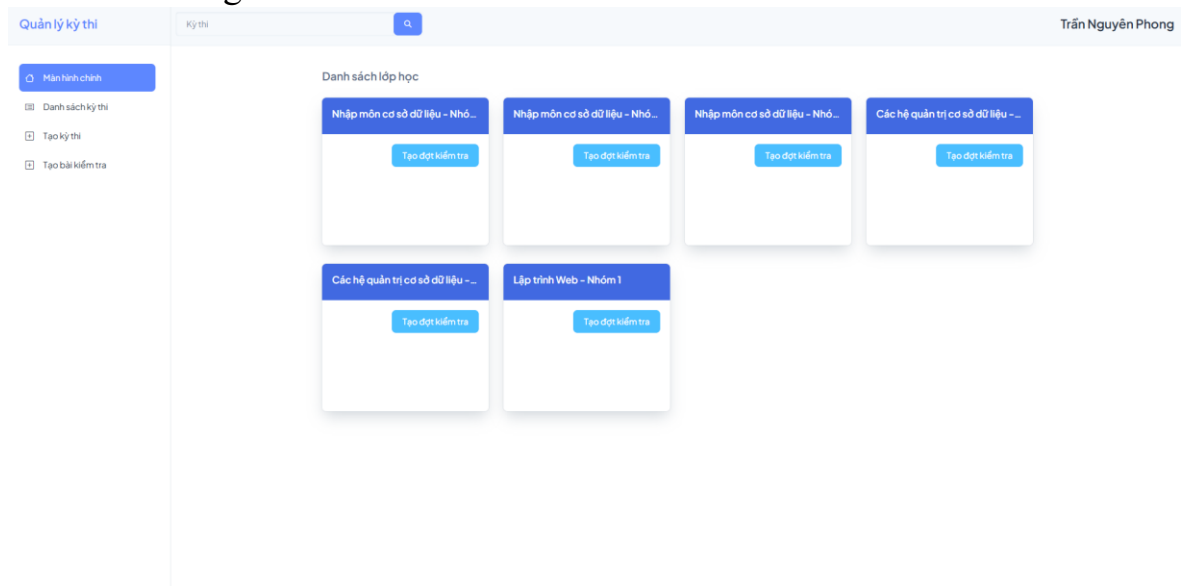 Quản lý kỳ thi
Kỳ thi
Trần Nguyên Phong
Màn hình chính
Danh sách kỳ thi
Tạo kỳ thi
Tạo bài kiểm tra
Danh sách lớp học
Nhập môn cơ sở dữ liệu - Nhó...
Nhập môn cơ sở dữ liệu - Nhó...
Nhập môn cơ sở dữ liệu - Nhó...
Các hệ quản trị cơ sở dữ liệu -...
Tạo đợt kiểm tra
Tạo đợt kiểm tra
Tạo đợt kiểm tra
Tạo đợt kiểm tra
Các hệ quản trị cơ sở dữ liệu -...
Lập trình Web - Nhóm 1
Tạo đợt kiểm tra
Tạo đợt kiểm tra